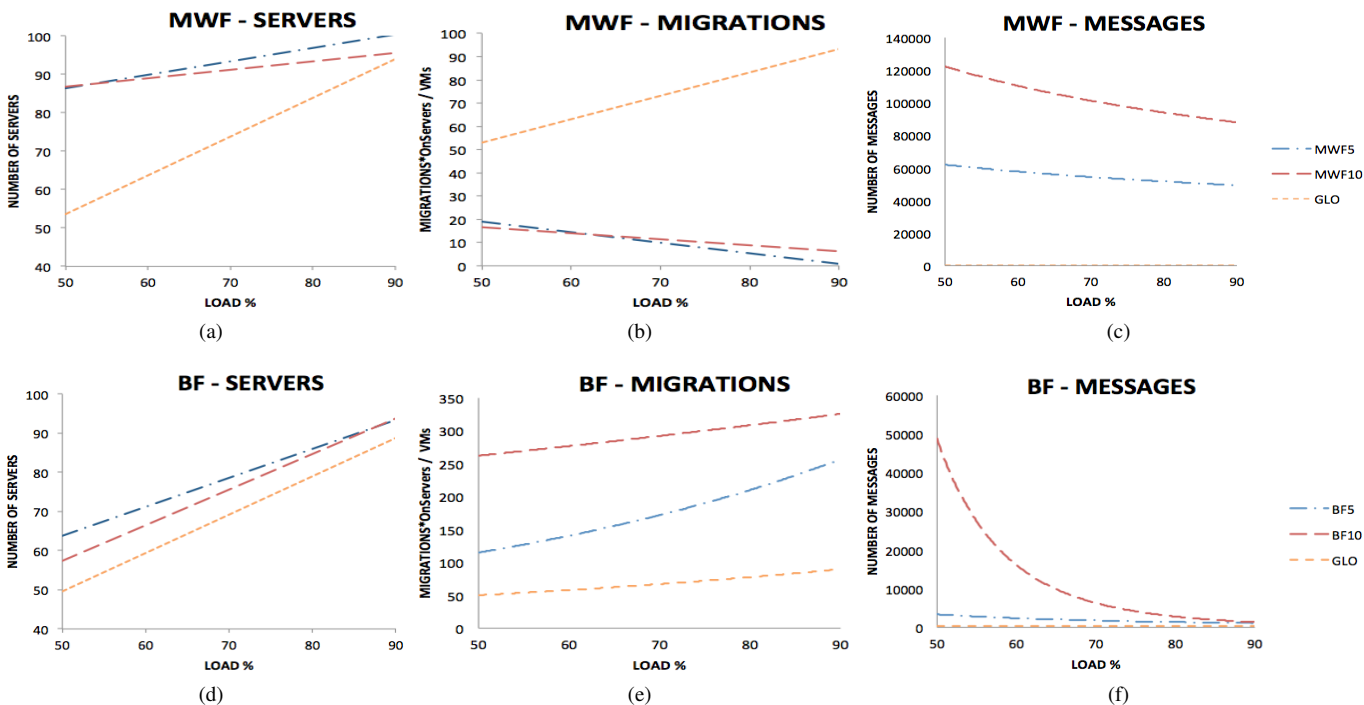 MWF - SERVERS
NUMBER OF SERVERS
100
90
80
70
60
50
40
50 60 70 80 90
LOAD %
(a)
MWF - MIGRATIONS
MIGRATIONS*OnServers / VMs
100
90
80
70
60
50
40
30
20
10
0
50 60 70 80 90
LOAD %
(b)
MWF - MESSAGES
NUMBER OF MESSAGES
140000
120000
100000
80000
60000
40000
20000
0
50 60 70 80 90
LOAD %
MWF5
MWF10
GLO
(c)
BF - SERVERS
NUMBER OF SERVERS
100
90
80
70
60
50
40
50 60 70 80 90
LOAD %
(d)
BF - MIGRATIONS
MIGRATIONS*OnServers / VMs
350
300
250
200
150
100
50
0
50 60 70 80 90
LOAD %
(e)
BF - MESSAGES
NUMBER OF MESSAGES
60000
50000
40000
30000
20000
10000
0
50 60 70 80 90
LOAD %
BF5
BF10
GLO
(f)